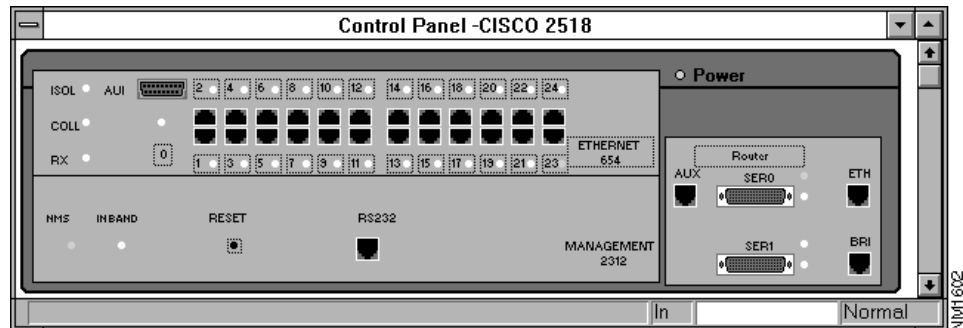 Control Panel -CISCO 2518
Power
ISOL AUI 2 4 6 8 10 12 14 16 18 20 22 24
COLL
RX 0 1 3 5 7 9 11 13 15 17 19 21 23
ETHERNET
654
Router
AUX SER0 ETH
NMS INBAND RESET RS232
MANAGEMENT
2312
SER1 BRI
In Normal
NM1602